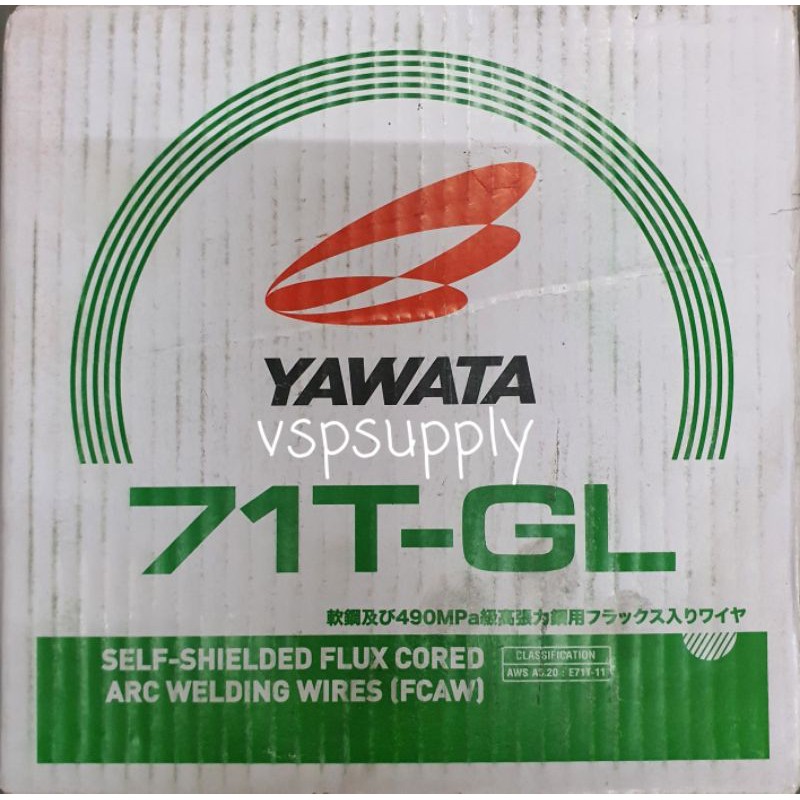 YAWATA
vspsupply
71T-GL
軟鋼及び490MPa級高張力鋼用フラックス入りワイヤ
SELF-SHIELDED FLUX CORED
ARC WELDING WIRES (FCAW)
CLASSIFICATION
AWS A5.20 : E71T-11